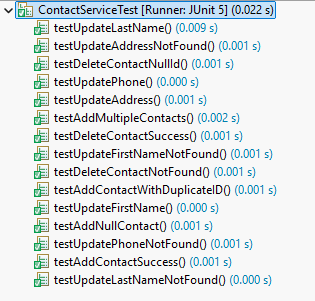 ContactServiceTest [Runner: JUnit 5] (0.022 s)
testUpdateLastName() (0.009 s)
testUpdateAddressNotFound() (0.001 s)
testDeleteContactNullId() (0.001 s)
testUpdatePhone() (0.000 s)
testUpdateAddress() (0.001 s)
testAddMultipleContacts() (0.002 s)
testDeleteContactSuccess() (0.001 s)
testUpdateFirstNameNotFound() (0.001 s)
testDeleteContactNotFound() (0.001 s)
testAddContactWithDuplicateID() (0.001 s)
testUpdateFirstName() (0.000 s)
testAddNullContact() (0.001 s)
testUpdatePhoneNotFound() (0.001 s)
testAddContactSuccess() (0.001 s)
testUpdateLastNameNotFound() (0.000 s)